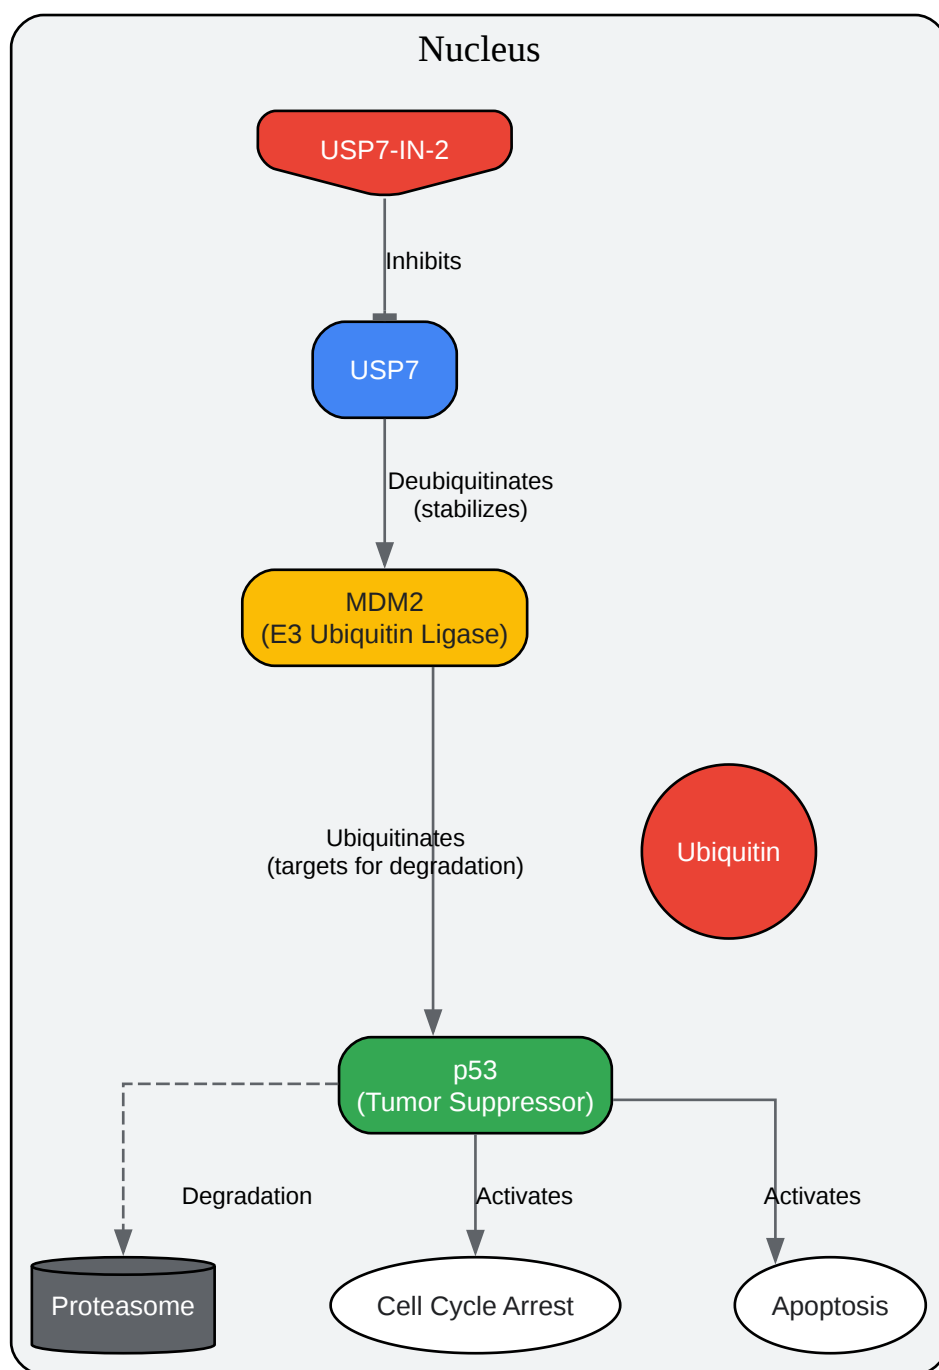 Nucleus
USP7-IN-2
Inhibits
USP7
Deubiquitinates
(stabilizes)
MDM2
(E3 Ubiquitin Ligase)
Ubiquitinates
(targets for degradation)
Ubiquitin
p53
(Tumor Suppressor)
Degradation
Activates
Activates
Proteasome
Cell Cycle Arrest
Apoptosis